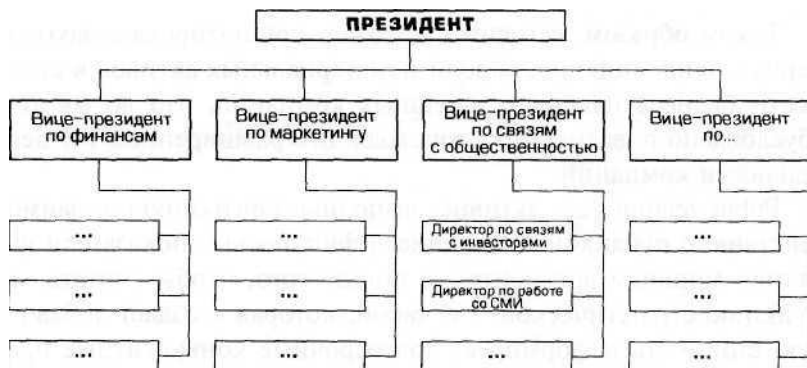 ПРЕЗИДЕНТ
Вице-президент
по финансам
Вице-президент
по маркетингу
Вице-президент
по связям
с общественностью
Вице-президент
по...
...
...
Директор по связям
с инвесторами
...
...
...
Директор по работе
со СМИ
...
...
...
...
...